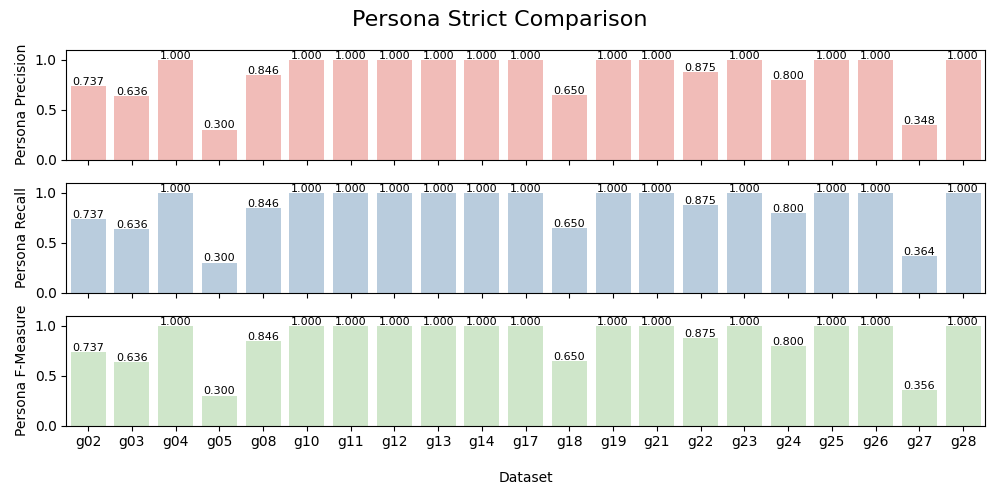 Persona Strict Comparison
Persona Precision
1.0
0.5
0.0
0.737 0.636 1.000 0.300 0.846 1.000 1.000 1.000 1.000 1.000 1.000 0.650 1.000 1.000 0.875 1.000 0.800 1.000 1.000 0.348 1.000
Persona Recall
1.0
0.5
0.0
0.737 0.636 1.000 0.300 0.846 1.000 1.000 1.000 1.000 1.000 1.000 0.650 1.000 1.000 0.875 1.000 0.800 1.000 1.000 0.364 1.000
Persona F-Measure
1.0
0.5
0.0
0.737 0.636 1.000 0.300 0.846 1.000 1.000 1.000 1.000 1.000 1.000 0.650 1.000 1.000 0.875 1.000 0.800 1.000 1.000 0.356 1.000
g02 g03 g04 g05 g08 g10 g11 g12 g13 g14 g17 g18 g19 g21 g22 g23 g24 g25 g26 g27 g28
Dataset